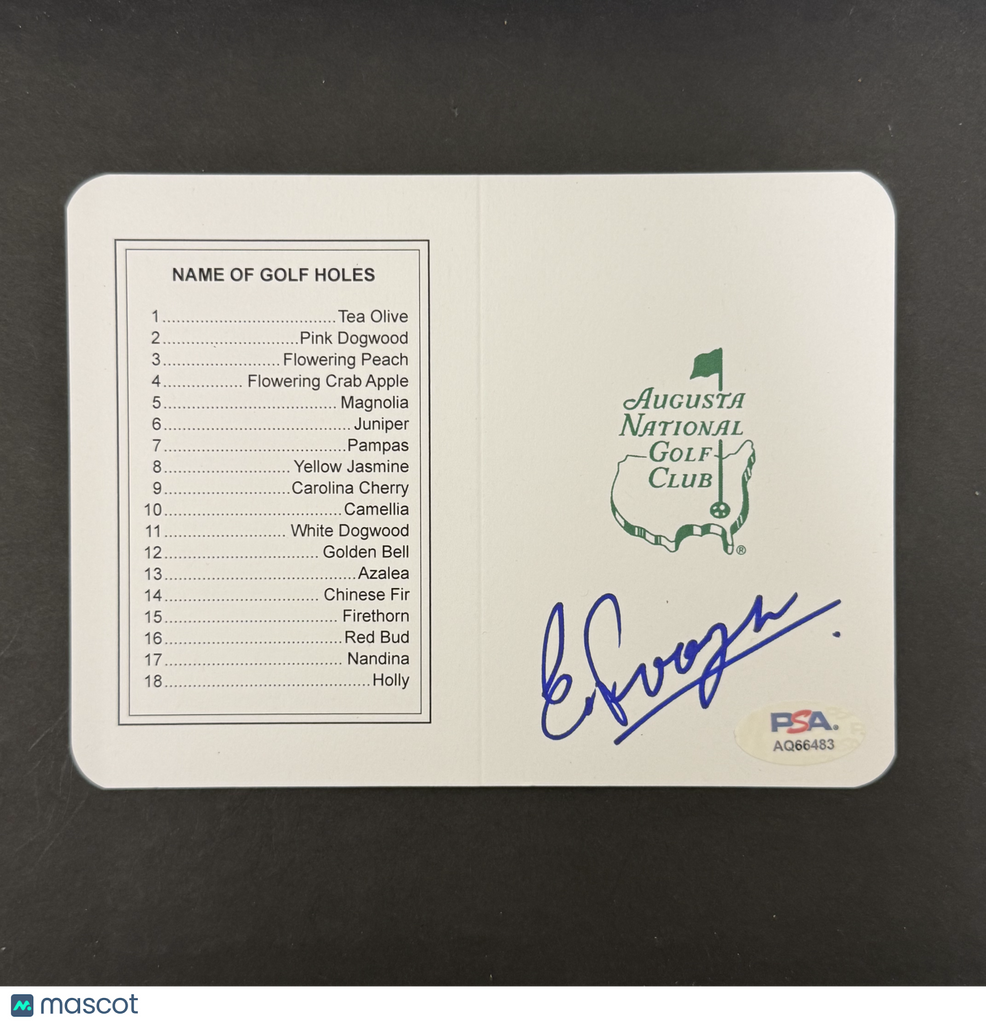 NAME OF GOLF HOLES
1..........................................Tea Olive
2.................................Pink Dogwood
3............................Flowering Peach
4................... Flowering Crab Apple
5.......................................... Magnolia
6.............................................Juniper
7............................................Pampas
8............................... Yellow Jasmine
9...............................Carolina Cherry
10...........................................Camellia
11............................. White Dogwood
12..................................... Golden Bell
13...............................................Azalea
14...................................... Chinese Fir
15...........................................Firethorn
16...........................................Red Bud
17............................................ Nandina
18..................................................Holly
AUGUSTA
NATIONAL
GOLF
CLUB
®
PSA.
AQ66483
mascot